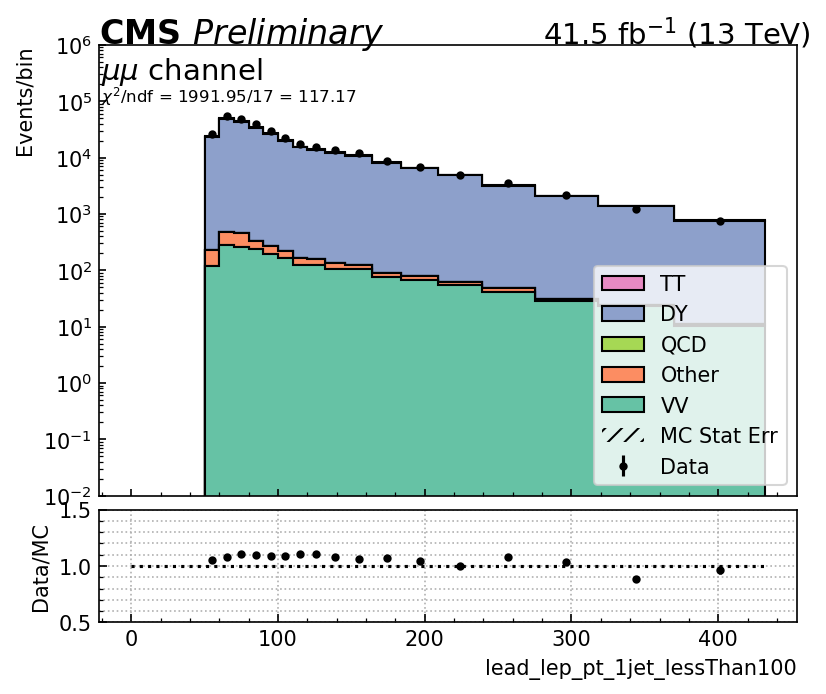 CMS Preliminary 41.5 fb⁻¹ (13 TeV)
μμ channel
χ²/ndf = 1991.95/17 = 117.17
Events/bin
10⁶
10⁵
10⁴
10³
10²
10¹
10⁰
10⁻¹
10⁻²
TT
DY
QCD
Other
VV
MC Stat Err
Data
Data/MC
1.5
1.0
0.5
0 100 200 300 400
lead_lep_pt_1jet_lessThan100